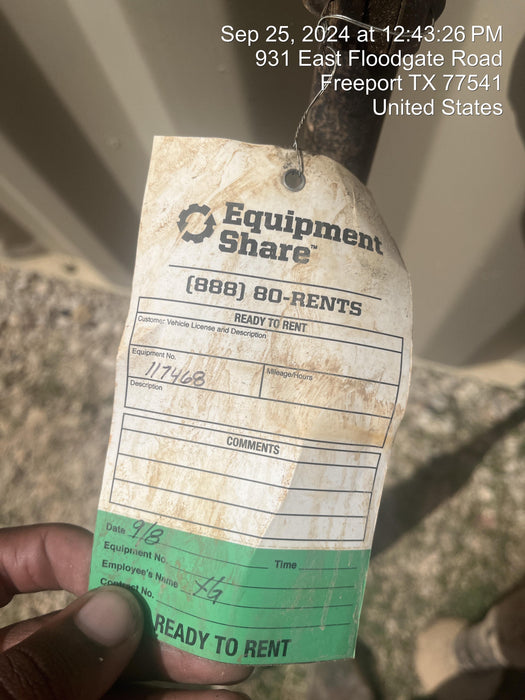 Sep 25, 2024 at 12:43:26 PM
931 East Floodgate Road
Freeport TX 77541
United States
Equipment
Share™
(888) 80-RENTS
READY TO RENT
Customer Vehicle License and Description
Equipment No.
117468
Mileage/Hours
Description
COMMENTS
Date 9/8
Equipment No.
Time
Employee's Name XG
Contract No.
READY TO RENT